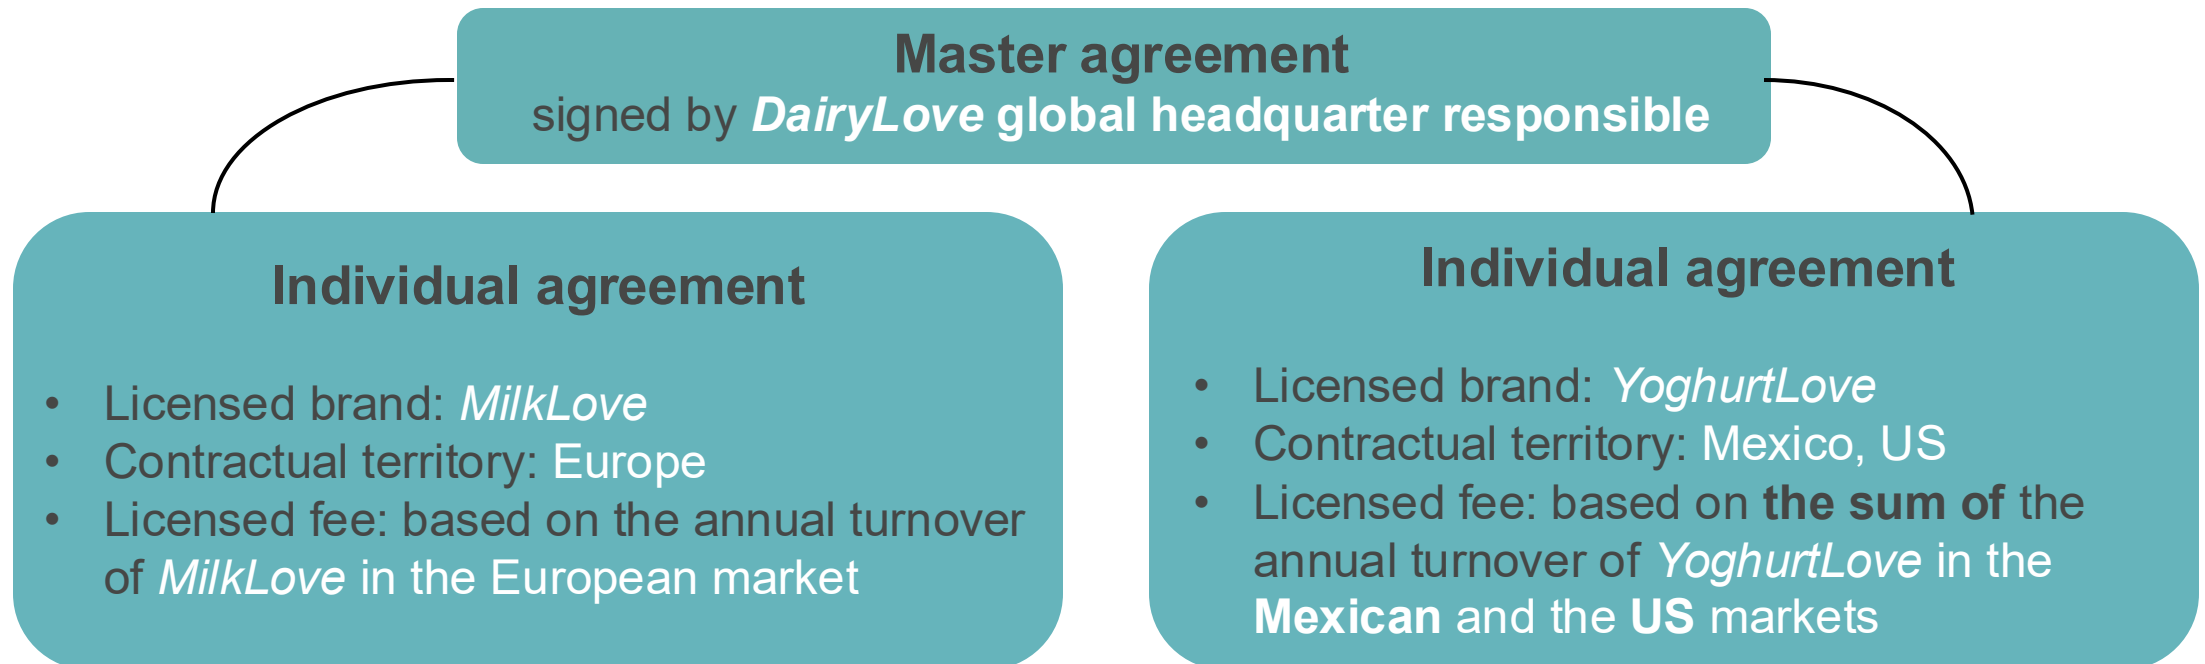 Master agreement
signed by DairyLove global headquarter responsible
Individual agreement
• Licensed brand: MilkLove
• Contractual territory: Europe
• Licensed fee: based on the annual turnover
of MilkLove in the European market
Individual agreement
• Licensed brand: YoghurtLove
• Contractual territory: Mexico, US
• Licensed fee: based on the sum of the
annual turnover of YoghurtLove in the
Mexican and the US markets